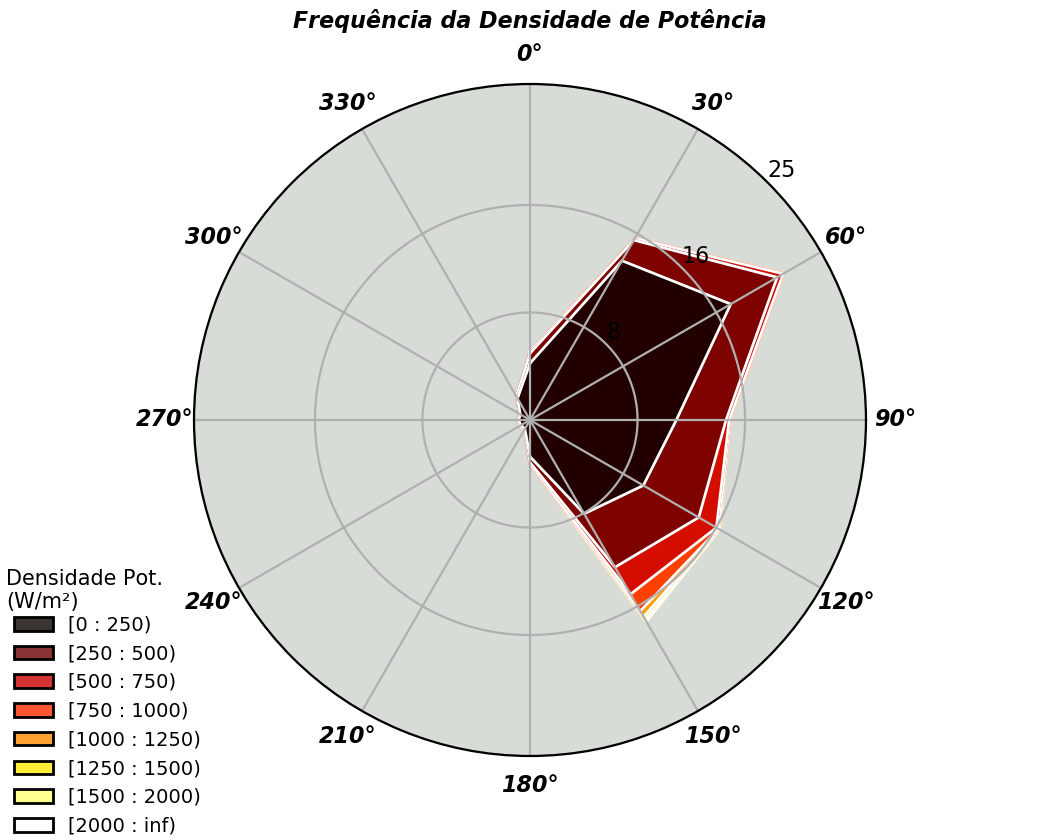 Frequência da Densidade de Potência
0°
330°
30°
25
300°
60°
16
8
270°
90°
Densidade Pot.
(W/m²)
240°
120°
[0 : 250)
[250 : 500)
[500 : 750)
[750 : 1000)
210°
150°
[1000 : 1250)
[1250 : 1500)
180°
[1500 : 2000)
[2000 : inf)